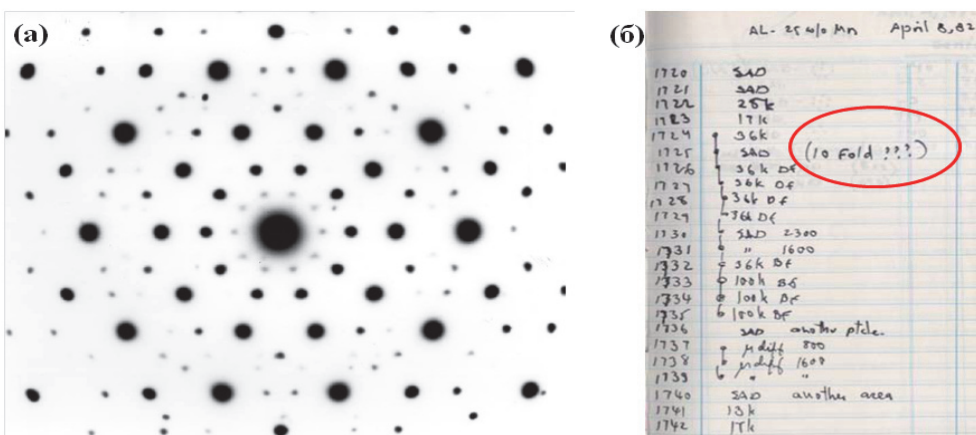 (а)
(б)
AL- 25 w/o Mn April 8, 82
1720 SAD
1721 SAD
1722 25k
1723 17k
1724 36k
1725 SAD (10 Fold ???)
1726 36k Df
1727 36k Df
1728 36k Df
1729 36k Df
1730 SAD 2300
1731 " 1600
1732 36k Bf
1733 100k Bf
1734 100k Bf
1735 100k Bf
1736 SAD another ptcle.
1737 μ diff 800
1738 μ diff 1600
1739 " "
1740 SAD another area
1741 13k
1742 17k